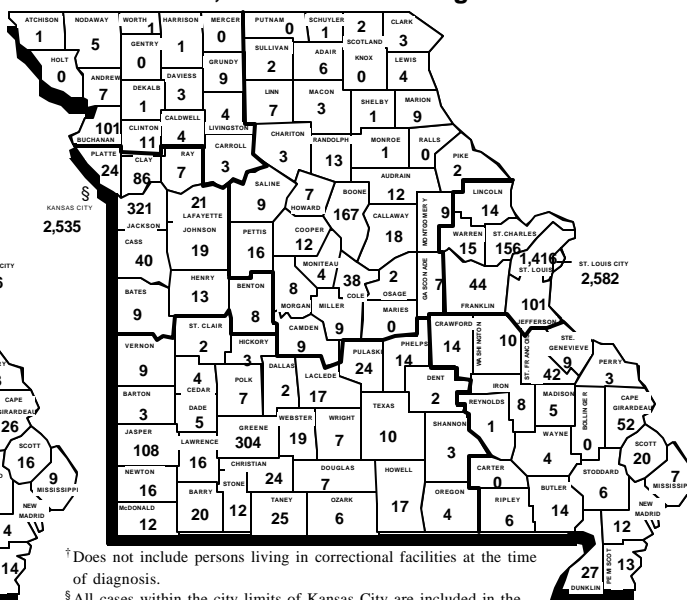 ATCHISON NODAWAY WORTH HARRISON MERCER PUTNAM SCHUYLER 2 CLARK
1 5 1 1 0 0 1 SCOTLAND 3
HOLT GENTRY GRUNDY SULLIVAN ADAIR KNOX LEWIS
0 0 9 2 6 0 4
ANDREW DEKALB DAVIESS LINN MACON SHELBY MARION
7 1 3 4 7 3 1 9
101 CLINTON CALDWELL LIVINGSTON CHARITON RANDOLPH MONROE RALLS
BUCHANAN 11 4 CARROLL 3 13 1 0 PIKE
PLATTE CLAY RAY 3 AUDRAIN 2
24 86 7 12
§ SALINE 7 BOONE LINCOLN
KANSAS CITY 321 21 9 HOWARD 167 CALLAWAY MONTGOMERY 9 14
2,535 JACKSON LAFAYETTE PETTIS COOPER 18 WARREN ST. CHARLES
CASS JOHNSON 16 12 15 156
40 19 MONITEAU 1,416 ST. LOUIS CITY
CITY HENRY BENTON 4 38 2 GASCONADE 7 44 ST. LOUIS 2,582
BATES 13 8 8 MILLER COLE OSAGE FRANKLIN 101
9 MORGAN 9 MARIES 0 JEFFERSON
ST. CLAIR HICKORY CAMDEN PHELPS CRAWFORD WASHINGTON 10 ST. FRANCOIS STE. GENEVIEVE
VERNON 2 3 9 PULASKI 14 14 42 9 PERRY
9 4 DALLAS LACLEDE 24 DENT IRON 3
BARTON CEDAR POLK 2 17 TEXAS 2 REYNOLDS 8 MADISON BOLLINGER CAPE GIRARDEAU
3 DADE 7 WEBSTER WRIGHT 10 SHANNON 1 5 0 52
JASPER 5 GREENE 19 7 3 WAYNE SCOTT
108 LAWRENCE 304 4 20
NEWTON 16 CHRISTIAN DOUGLAS HOWELL CARTER STODDARD 7
16 STONE 24 7 17 0 BUTLER 6 MISSISSIPPI
McDONALD BARRY 12 TANEY OZARK OREGON RIPLEY 14 NEW MADRID
12 20 25 6 4 6 12
27 PEMISCOT 13
DUNKLIN
CAPE
GIRARDEAU
26
SCOTT
16 9
MISSISSIPPI
NEW
MADRID
4
14
†Does not include persons living in correctional facilities at the time
of diagnosis.
§All cases within the city limits of Kansas City are included in the